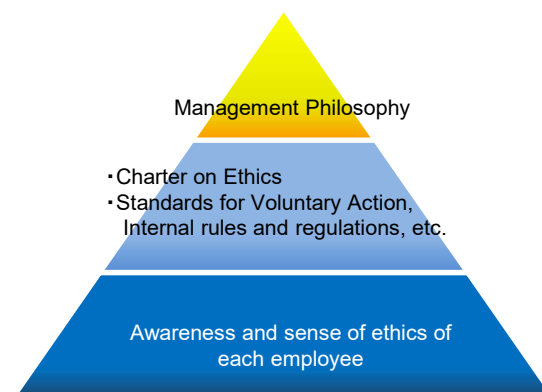 Management Philosophy
・Charter on Ethics
・Standards for Voluntary Action,
Internal rules and regulations, etc.
Awareness and sense of ethics of
each employee